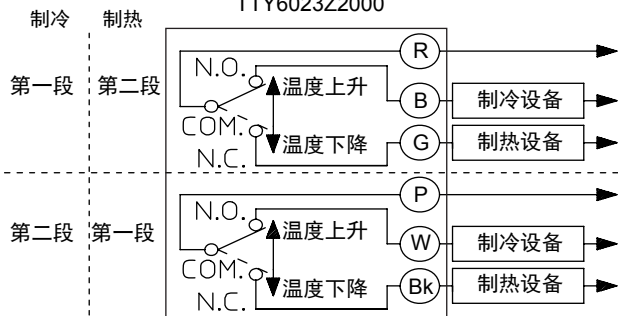 TTY6023Z2000
制冷 制热
R
第一段 第二段 N.O. 温度上升 B 制冷设备
COM.
温度下降 G 制热设备
N.C.
P
N.O.
第二段 第一段 温度上升 W 制冷设备
COM.
温度下降 Bk 制热设备
N.C.